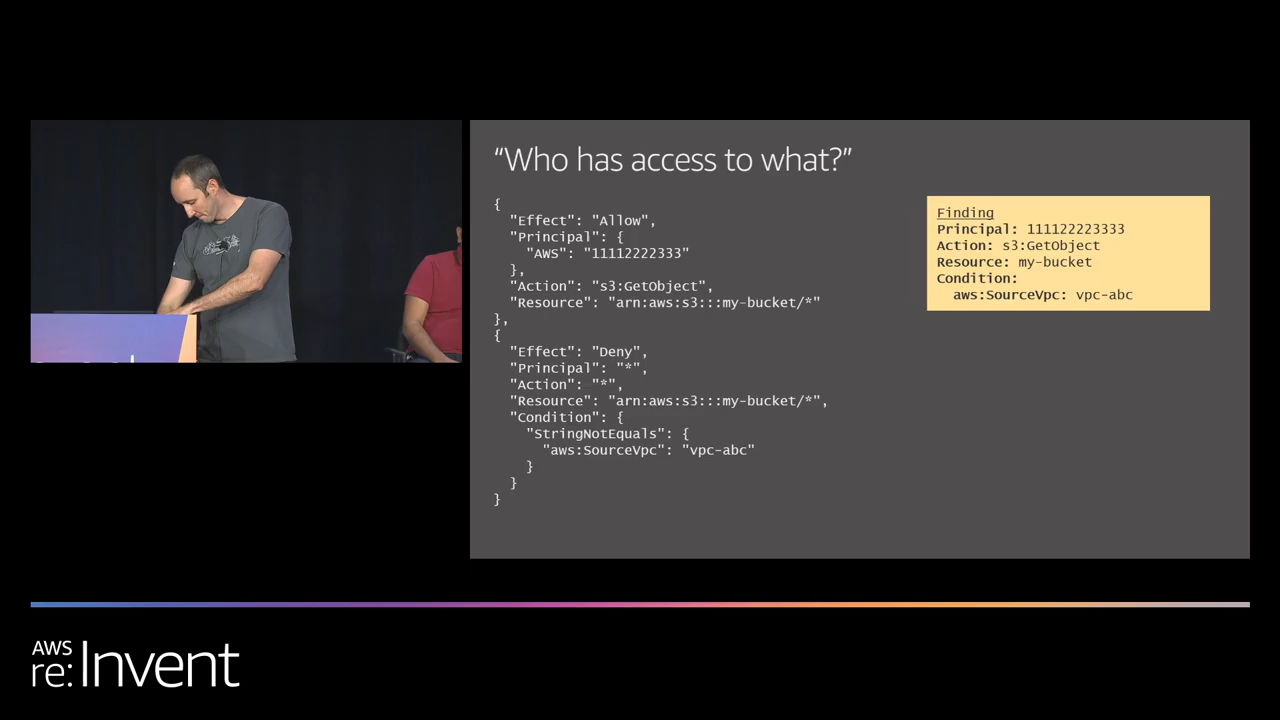 “Who has access to what?”
{
  "Effect": "Allow",
  "Principal": {
    "AWS": "11112222333"
  },
  "Action": "s3:GetObject",
  "Resource": "arn:aws:s3:::my-bucket/*"
},
{
  "Effect": "Deny",
  "Principal": "*",
  "Action": "*",
  "Resource": "arn:aws:s3:::my-bucket/*",
  "Condition": {
    "StringNotEquals": {
      "aws:SourceVpc": "vpc-abc"
    }
  }
}
Finding
Principal: 111122223333
Action: s3:GetObject
Resource: my-bucket
Condition:
  aws:SourceVpc: vpc-abc
AWS
re:Invent